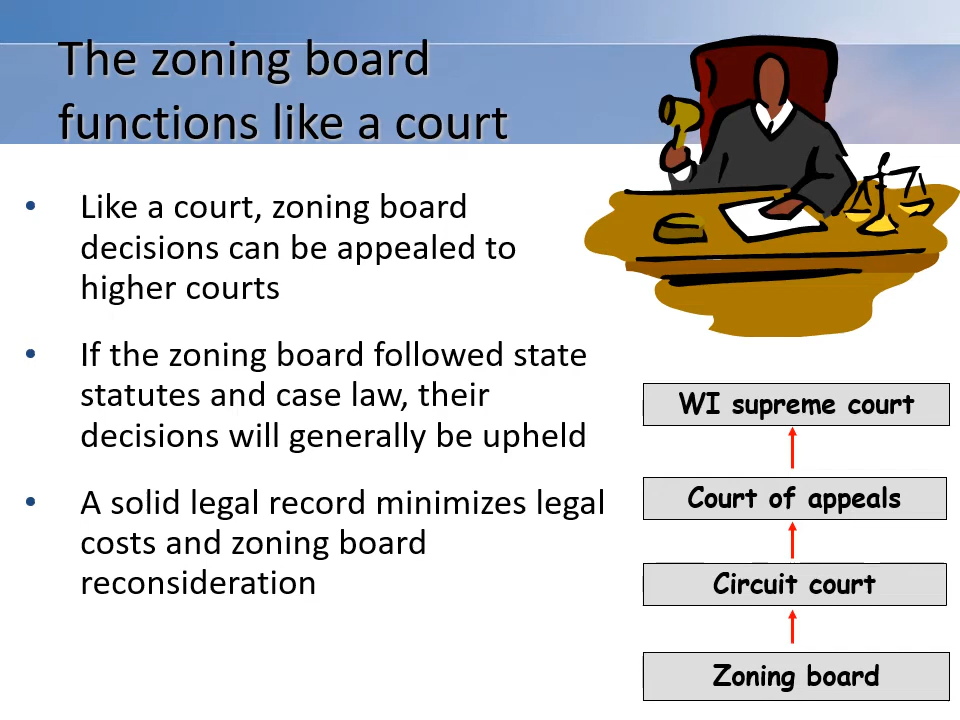 The zoning board
functions like a court
• Like a court, zoning board
decisions can be appealed to
higher courts
• If the zoning board followed state
statutes and case law, their
decisions will generally be upheld
• A solid legal record minimizes legal
costs and zoning board
reconsideration
WI supreme court
Court of appeals
Circuit court
Zoning board